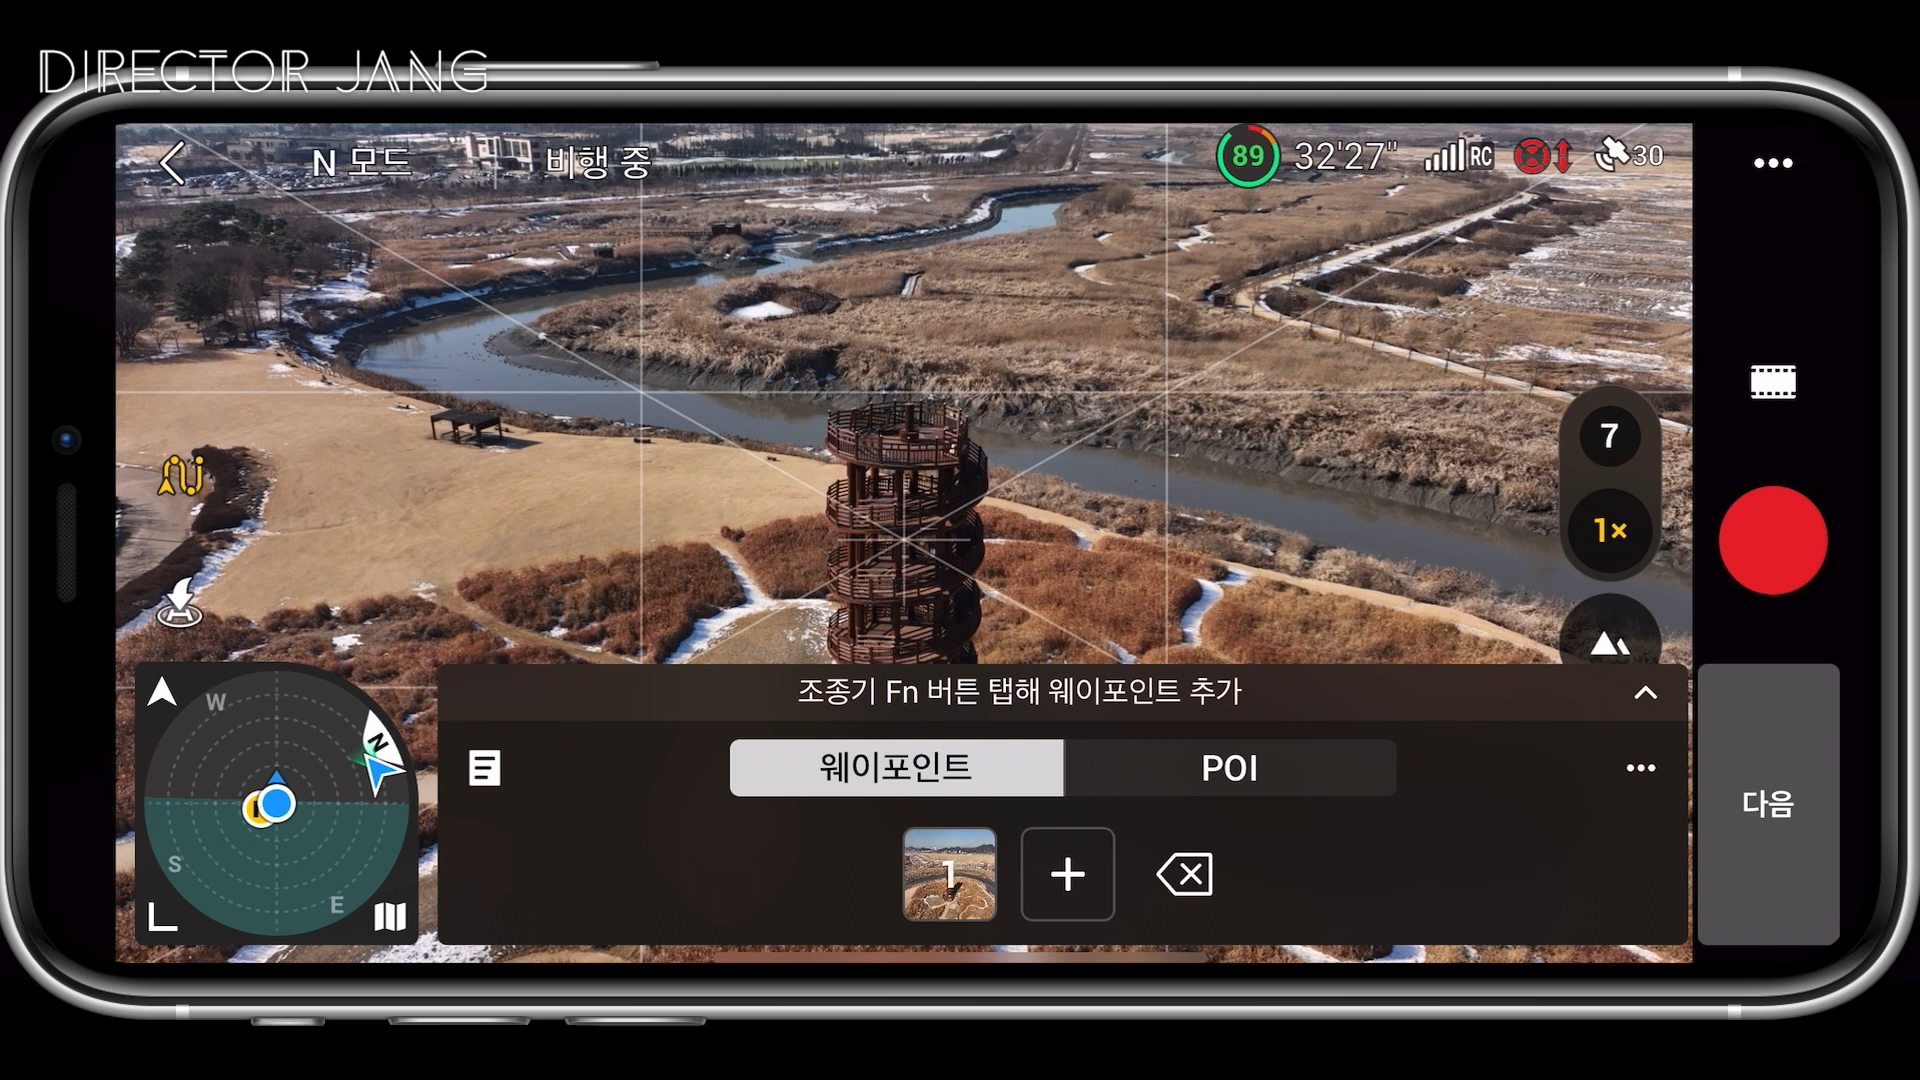 DIRECTOR JANG
N 모드
비행 중
89
32'27"
RC
30
7
1×
조종기 Fn 버튼 탭해 웨이포인트 추가
웨이포인트
POI
1
다음
W
N
S
E